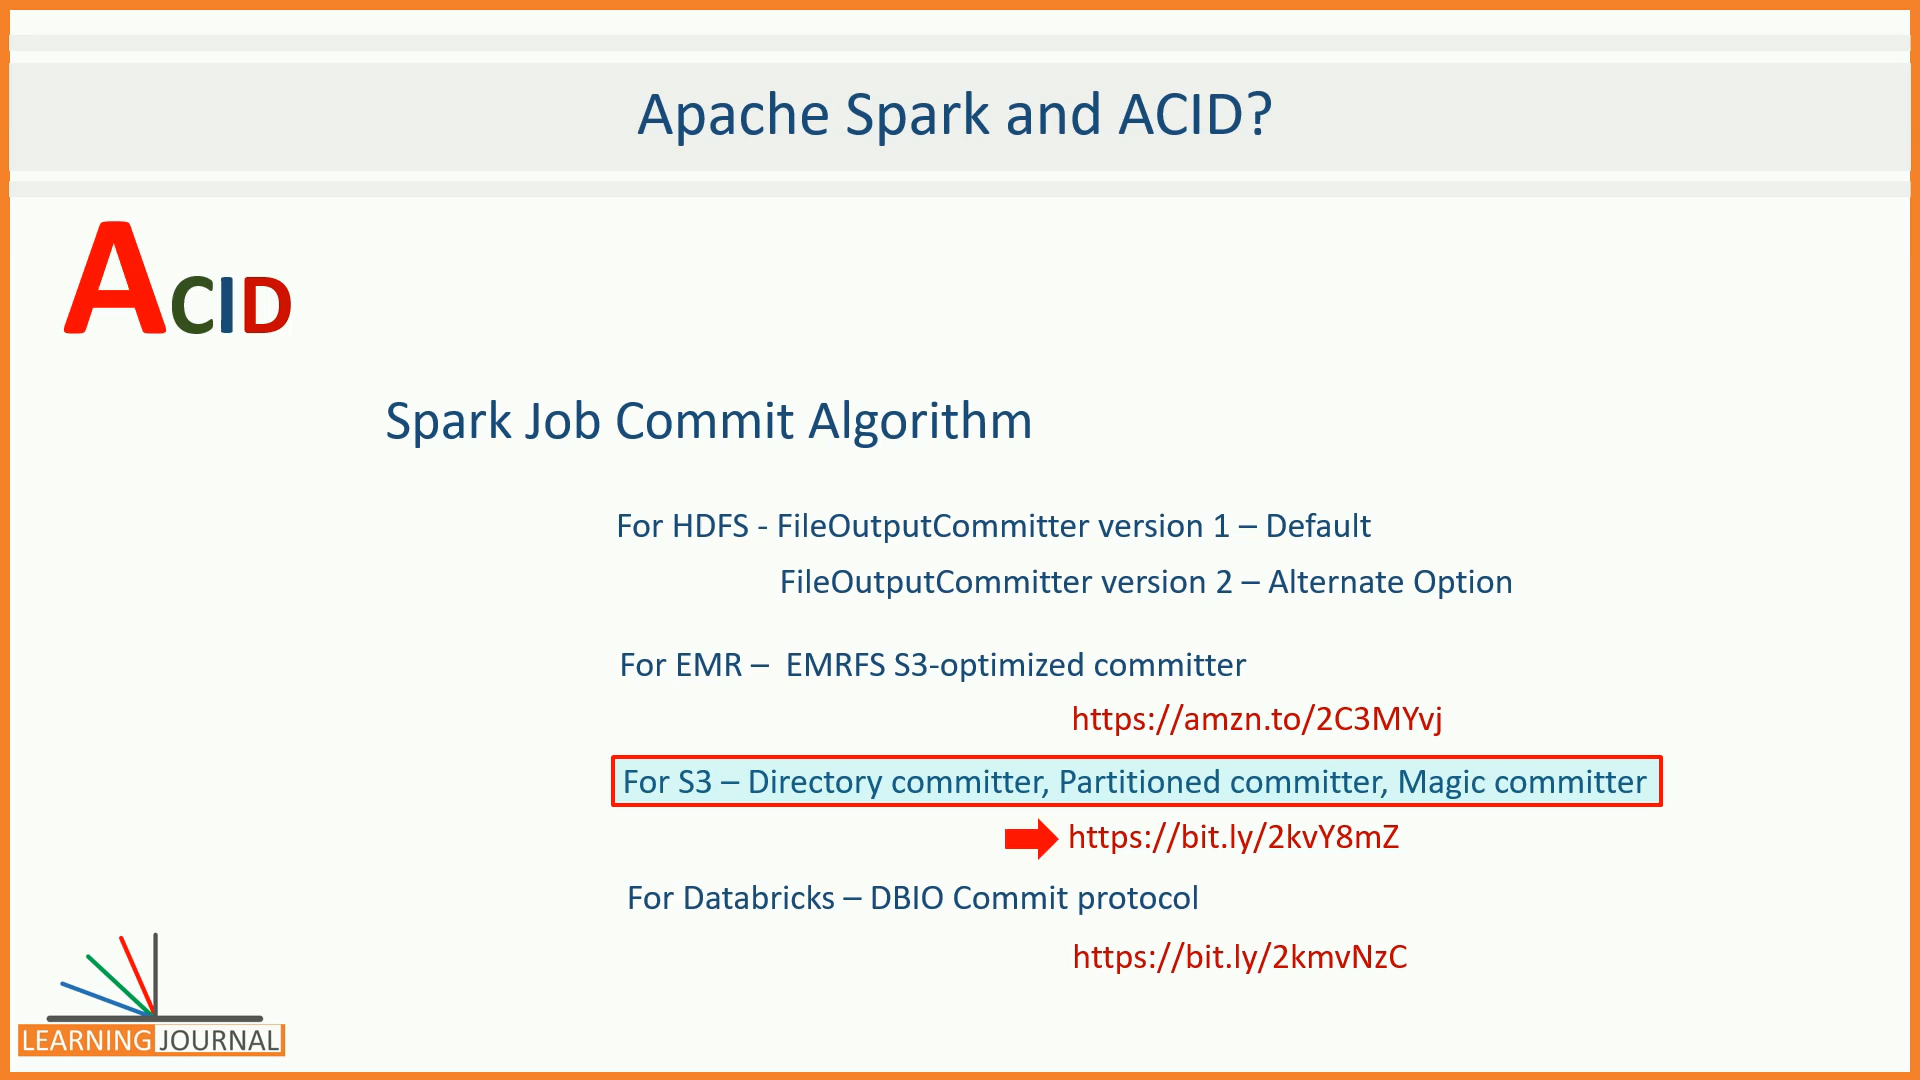 Apache Spark and ACID?
ACID
Spark Job Commit Algorithm
For HDFS - FileOutputCommitter version 1 – Default
FileOutputCommitter version 2 – Alternate Option
For EMR – EMRFS S3-optimized committer
https://amzn.to/2C3MYvj
For S3 – Directory committer, Partitioned committer, Magic committer
https://bit.ly/2kvY8mZ
For Databricks – DBIO Commit protocol
https://bit.ly/2kmvNzC
LEARNING JOURNAL